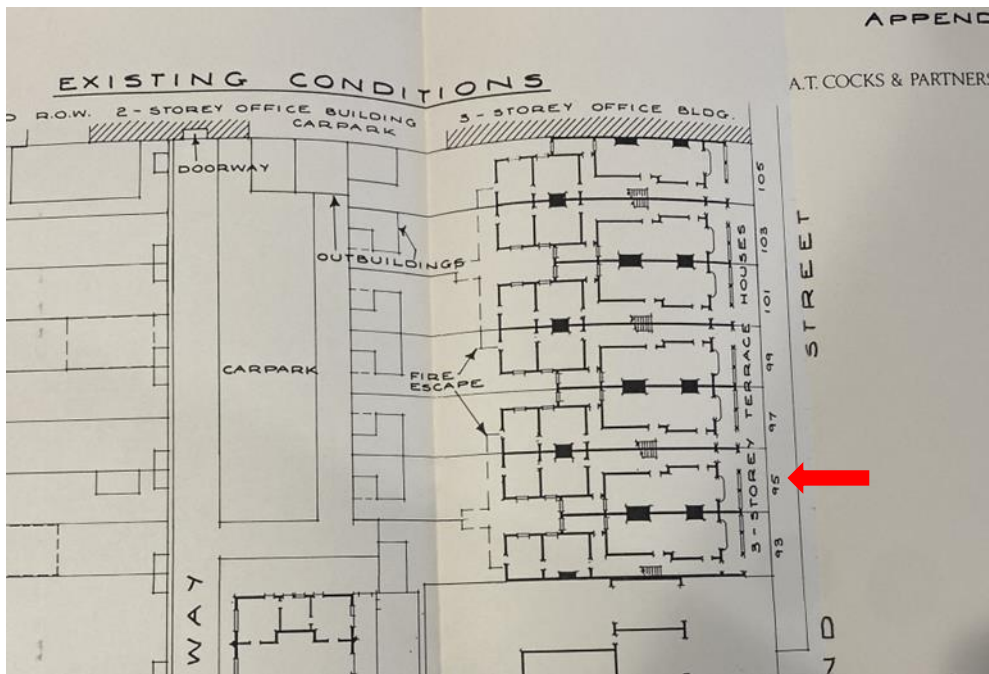 APPEND
EXISTING CONDITIONS
A.T. COCKS & PARTNERS
R.O.W.
2-STOREY OFFICE BUILDING
CARPARK
3-STOREY OFFICE BLDG.
DOORWAY
OUTBUILDINGS
CARPARK
FIRE
ESCAPE
3-STOREY TERRACE HOUSES
105
103
101
99
97
95
93
STREET
WAY